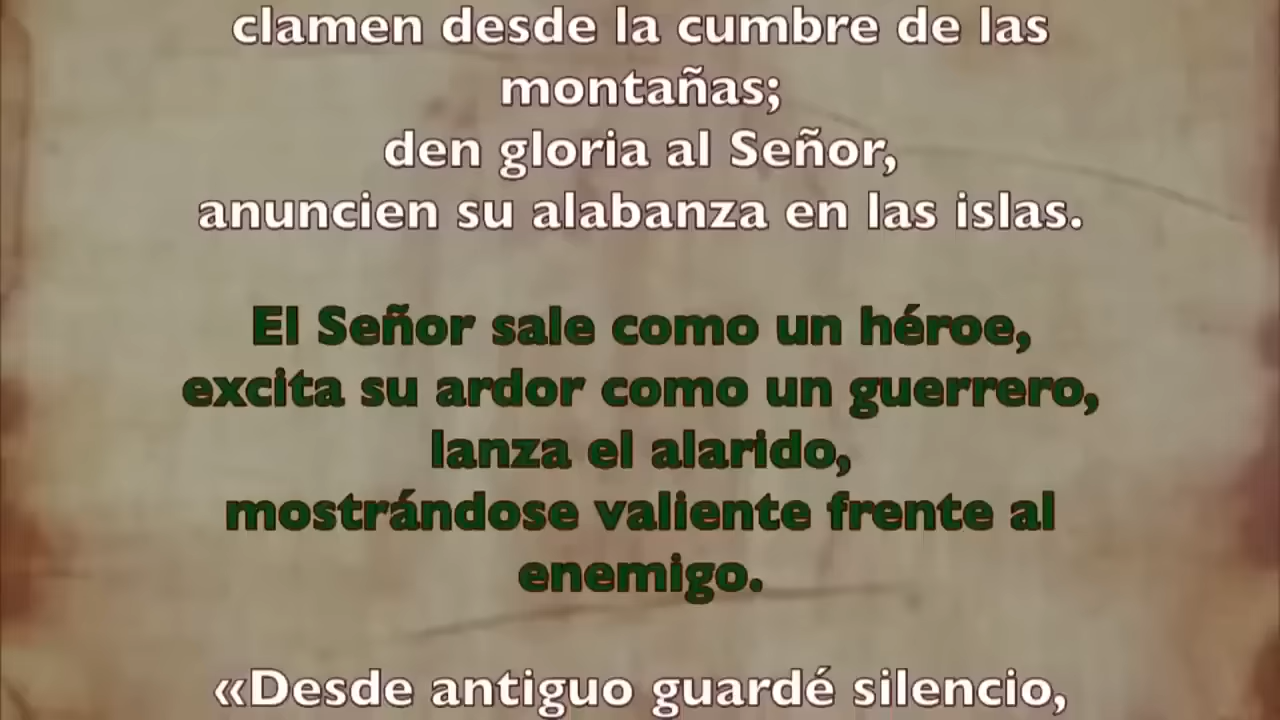 clamen desde la cumbre de las
montañas;
den gloria al Señor,
anuncien su alabanza en las islas.
El Señor sale como un héroe,
excita su ardor como un guerrero,
lanza el alarido,
mostrándose valiente frente al
enemigo.
«Desde antiguo guardé silencio,